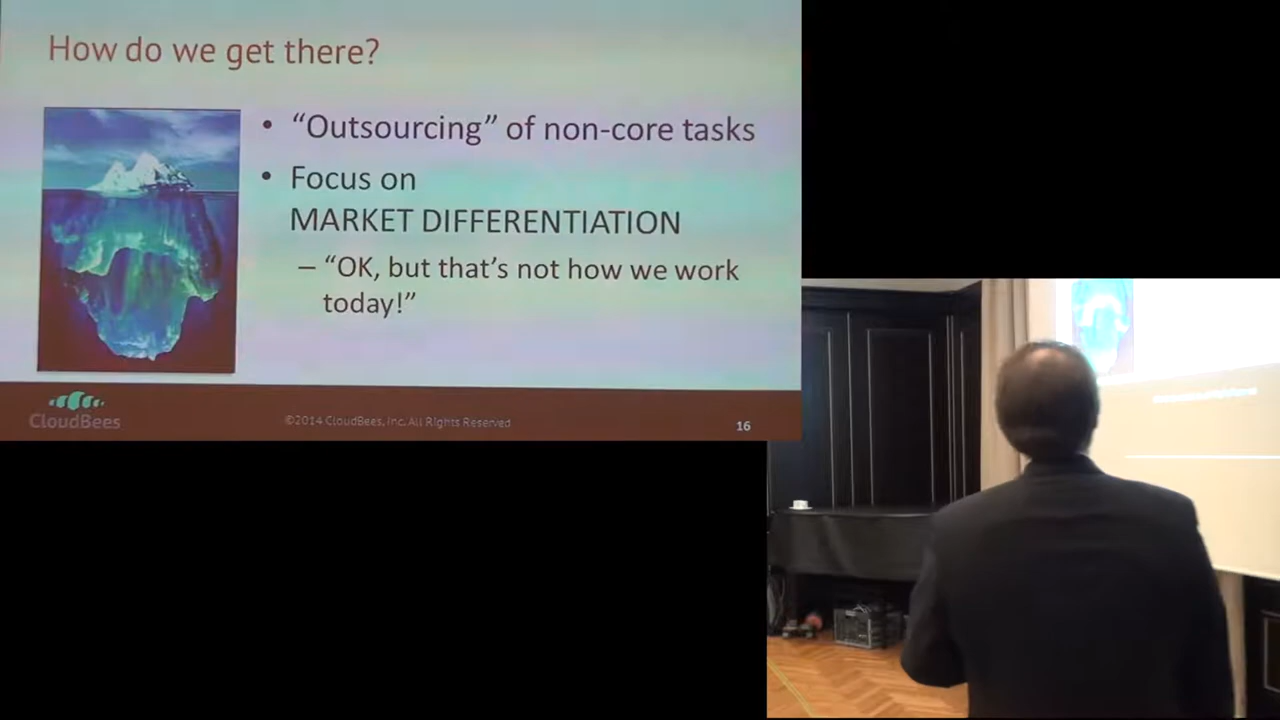 How do we get there?
• “Outsourcing” of non-core tasks
• Focus on
MARKET DIFFERENTIATION
– “OK, but that’s not how we work
today!”
CloudBees
©2014 CloudBees, Inc. All Rights Reserved
16